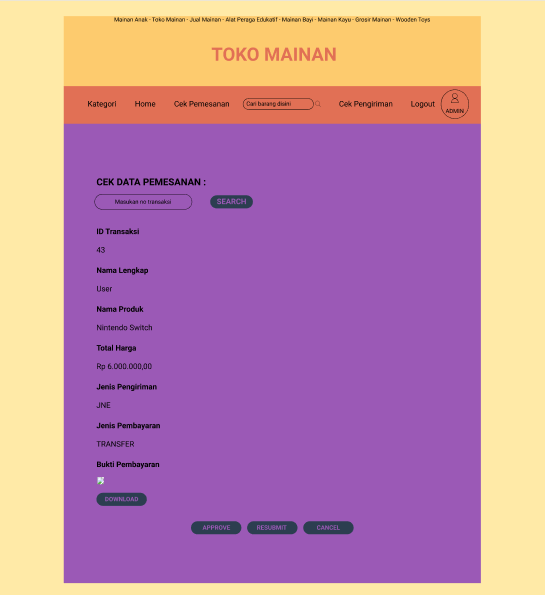 Mainan Anak - Toko Mainan - Jual Mainan - Alat Peraga Edukatif - Mainan Bayi - Mainan Kayu - Grosir Mainan - Wooden Toys
TOKO MAINAN
Kategori Home Cek Pemesanan Cari barang disini Cek Pengiriman Logout ADMIN
CEK DATA PEMESANAN :
Masukan no transaksi SEARCH
ID Transaksi
43
Nama Lengkap
User
Nama Produk
Nintendo Switch
Total Harga
Rp 6.000.000,00
Jenis Pengiriman
JNE
Jenis Pembayaran
TRANSFER
Bukti Pembayaran
DOWNLOAD
APPROVE RESUBMIT CANCEL